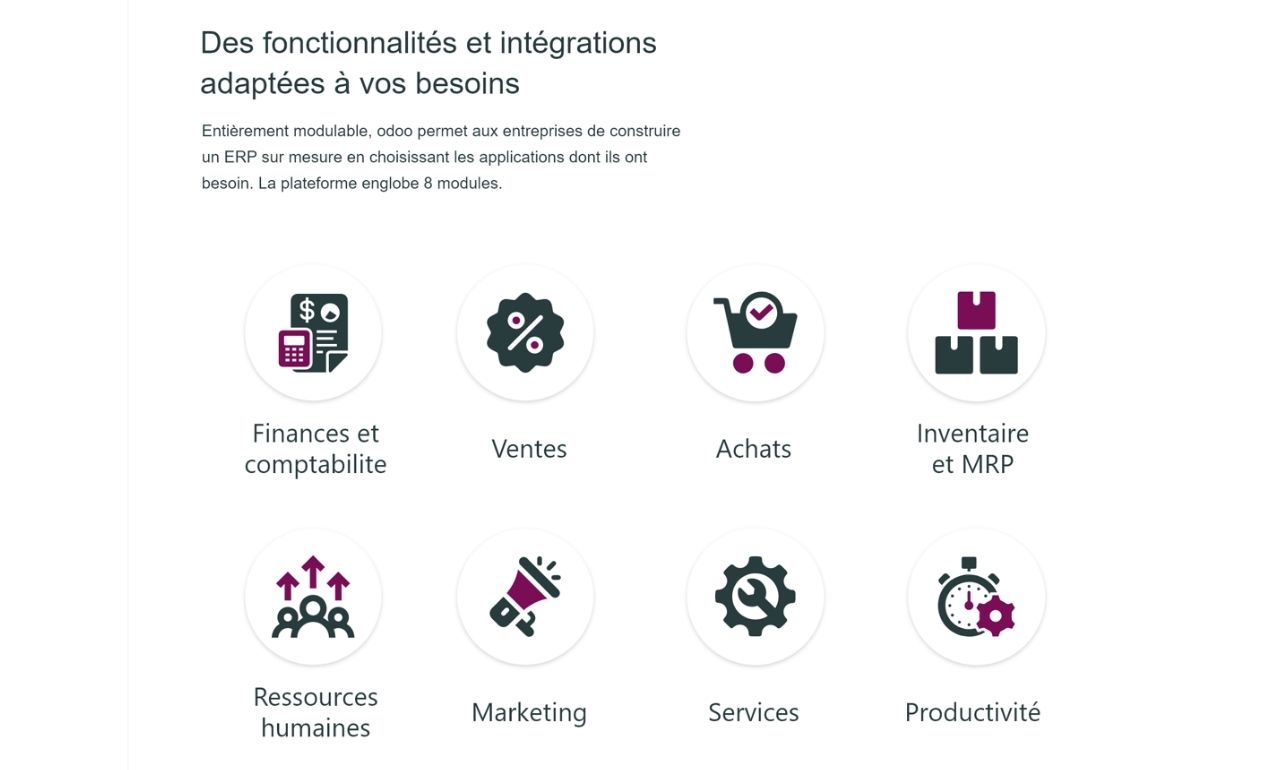 Des fonctionnalités et intégrations
adaptées à vos besoins
Entièrement modulable, odoo permet aux entreprises de construire
un ERP sur mesure en choisissant les applications dont ils ont
besoin. La plateforme englobe 8 modules.
$
%
Finances et
comptabilite
Ventes
Achats
Inventaire
et MRP
Ressources
humaines
Marketing
Services
Productivité